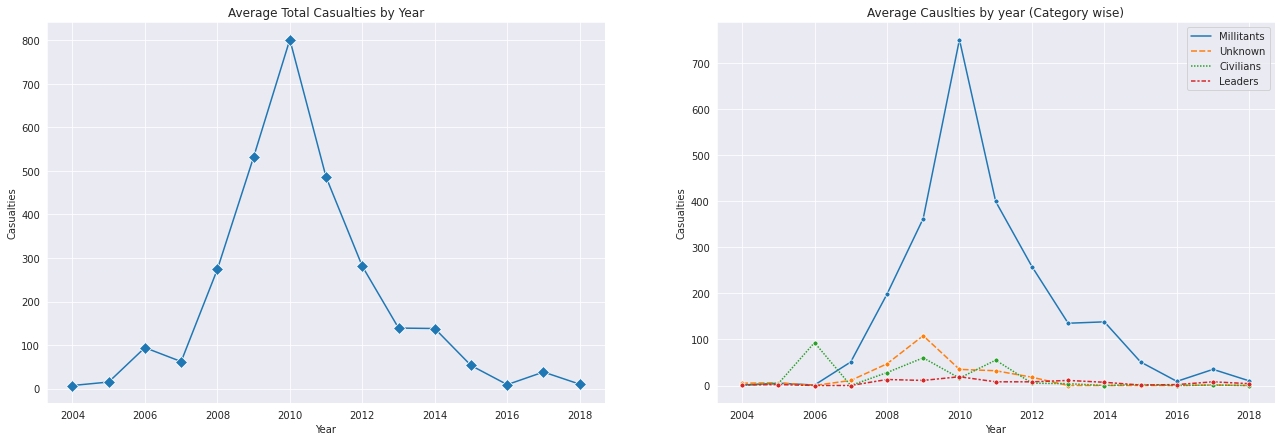 Average Total Casualties by Year
800
700
600
500
400
300
200
100
0
Casualties
2004 2006 2008 2010 2012 2014 2016 2018
Year
Average Causlties by year (Category wise)
Millitants
Unknown
Civilians
Leaders
700
600
500
400
300
200
100
0
Casualties
2004 2006 2008 2010 2012 2014 2016 2018
Year